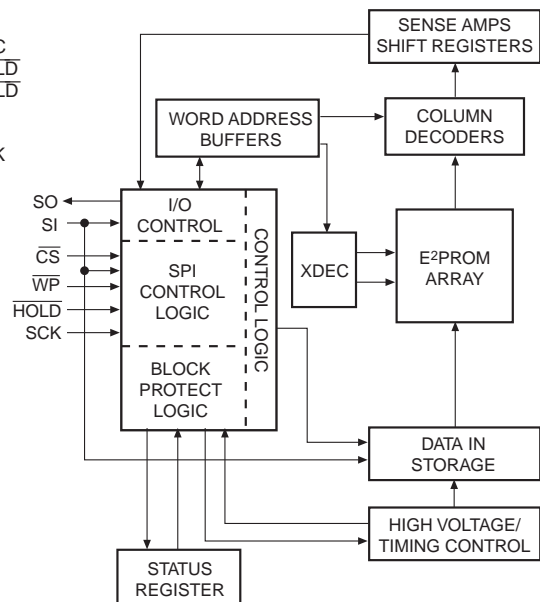 SENSE AMPS
SHIFT REGISTERS
WORD ADDRESS
BUFFERS
COLUMN
DECODERS
SO
SI
CS
WP
HOLD
SCK
I/O
CONTROL
SPI
CONTROL
LOGIC
BLOCK
PROTECT
LOGIC
CONTROL LOGIC
XDEC
E²PROM
ARRAY
DATA IN
STORAGE
HIGH VOLTAGE/
TIMING CONTROL
STATUS
REGISTER